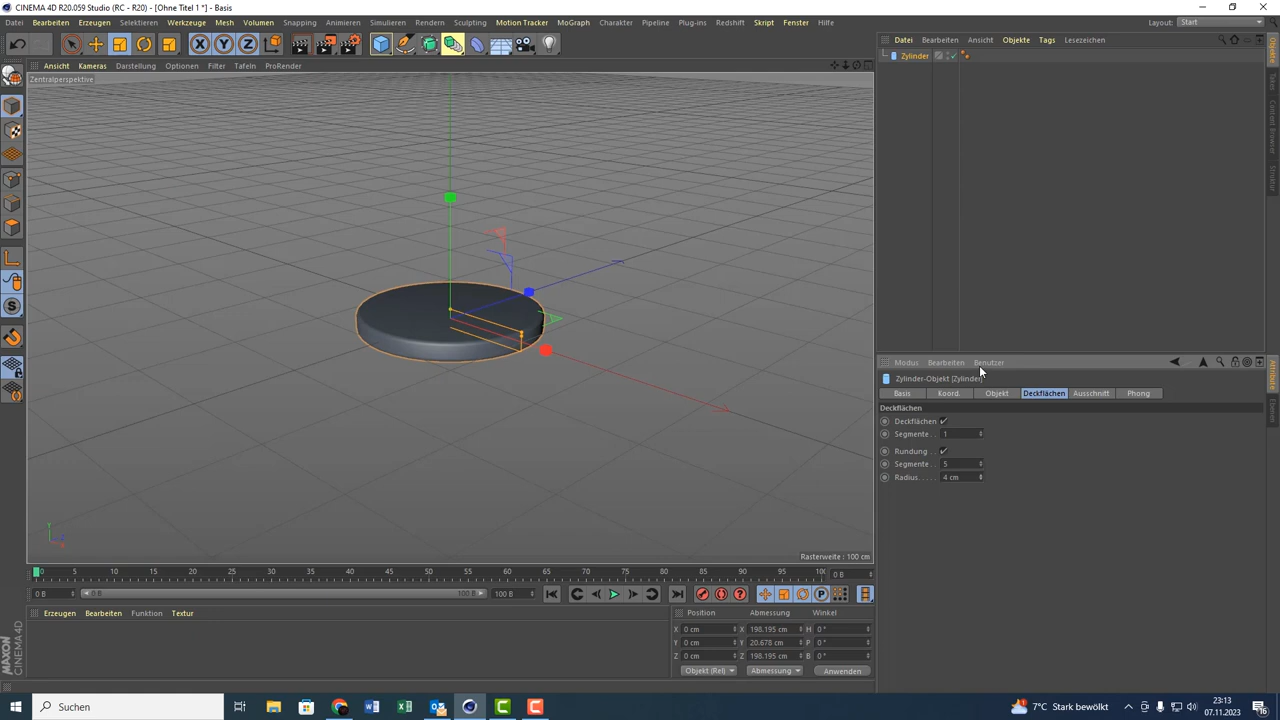 CINEMA 4D R20.059 Studio (RC - R20) - [Ohne Titel 1 *] - Basis
Datei Bearbeiten Erzeugen Selektieren Werkzeuge Mesh Volumen Snapping Animieren Simulieren Rendern Sculpting Motion Tracker MoGraph Charakter Pipeline Plug-ins Redshift Skript Fenster Hilfe
Layout: Start
X Y Z
Datei Bearbeiten Ansicht Objekte Tags Lesezeichen
Zylinder
Ansicht Kameras Darstellung Optionen Filter Tafeln ProRender
Zentralperspektive
Objekte
Takes
Content Browser
Struktur
Modus Bearbeiten Benutzer
Zylinder-Objekt [Zylinder]
Basis Koord. Objekt Deckflächen Ausschnitt Phong
Deckflächen
Deckflächen
Segmente . . 1
Rundung . .
Segmente . . 5
Radius. . . . . 4 cm
Attribute
Rasterweite : 100 cm
0 5 10 15 20 25 30 35 40 45 50 55 60 65 70 75 80 85 90 95 100 0 B
0 B 0 B 100 B 100 B
Erzeugen Bearbeiten Funktion Textur
Position Abmessung Winkel
X 0 cm X 198.195 cm H 0 °
Y 0 cm Y 20.678 cm P 0 °
Z 0 cm Z 198.195 cm B 0 °
Objekt (Rel) Abmessung Anwenden
MAXON
CINEMA 4D
Suchen
7°C Stark bewölkt
23:13
07.11.2023
16